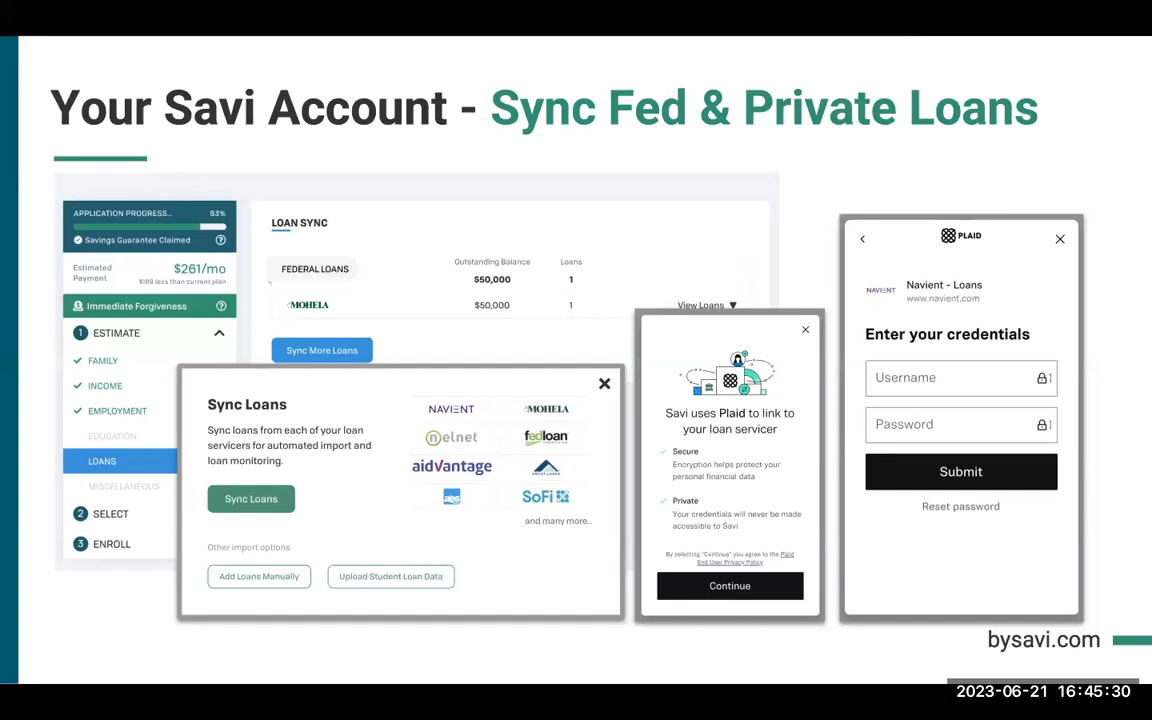 Your Savi Account - Sync Fed & Private Loans
APPLICATION PROGRESS... 83%
Savings Guarantee Claimed
Estimated Payment
$261/mo
$169 less than current plan
Immediate Forgiveness
1 ESTIMATE
FAMILY
INCOME
EMPLOYMENT
EDUCATION
LOANS
MISCELLANEOUS
2 SELECT
3 ENROLL
LOAN SYNC
Outstanding Balance Loans
FEDERAL LOANS $50,000 1
MOHELA $50,000 1 View Loans
Sync More Loans
Sync Loans
Sync loans from each of your loan
servicers for automated import and
loan monitoring.
Sync Loans
NAVIENT MOHELA
nelnet fedloan
aidvantage
SoFi
and many more...
Other import options
Add Loans Manually Upload Student Loan Data
Savi uses Plaid to link to
your loan servicer
Secure
Encryption helps protect your
personal financial data
Private
Your credentials will never be made
accessible to Savi
By selecting "Continue" you agree to the Plaid
End User Privacy Policy
Continue
PLAID
NAVIENT
Navient - Loans
www.navient.com
Enter your credentials
Username
Password
Submit
Reset password
bysavi.com
2023-06-21 16:45:30